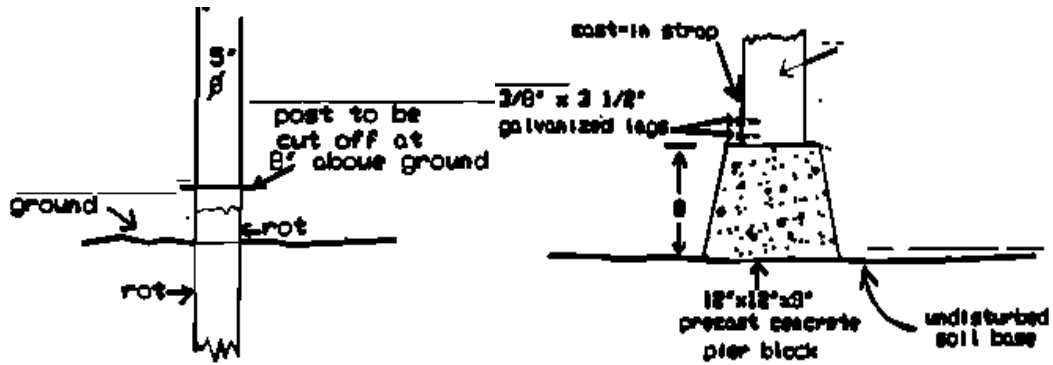 5"
ø
post to be
cut off at
8" above ground
ground
rot
rot
cast-in strap
3/8" x 3 1/2"
galvanized lags
8
12"x12"x8"
precast concrete
pier block
undisturbed
soil base